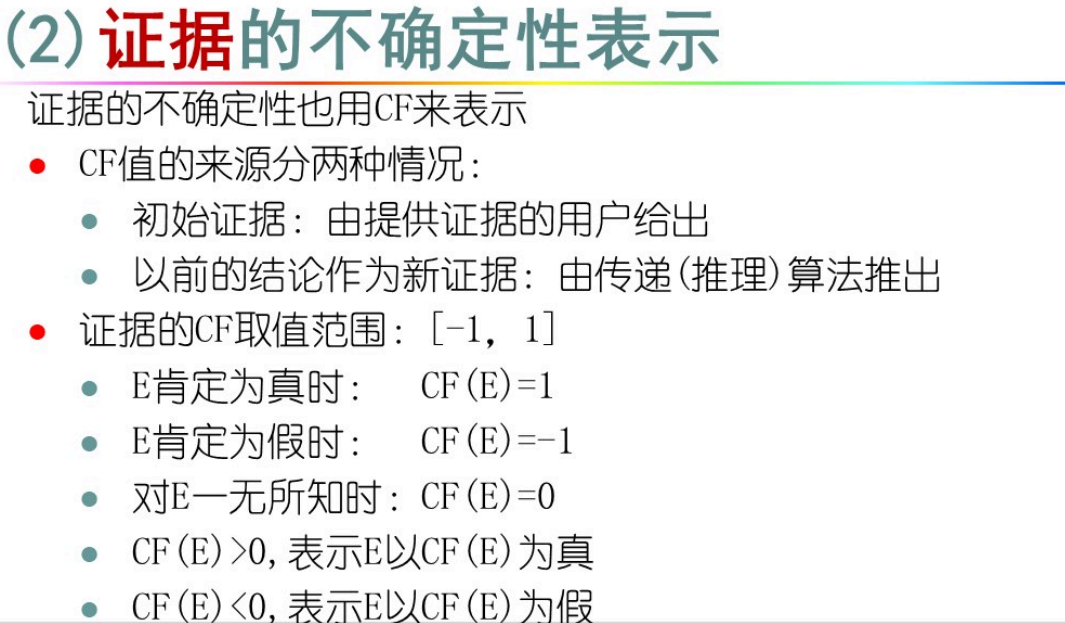 (2)证据的不确定性表示
证据的不确定性也用CF来表示
● CF值的来源分两种情况:
● 初始证据: 由提供证据的用户给出
● 以前的结论作为新证据: 由传递(推理)算法推出
● 证据的CF取值范围: [-1, 1]
● E肯定为真时: CF(E)=1
● E肯定为假时: CF(E)=-1
● 对E一无所知时: CF(E)=0
● CF(E)>0,表示E以CF(E)为真
● CF(E)<0,表示E以CF(E)为假